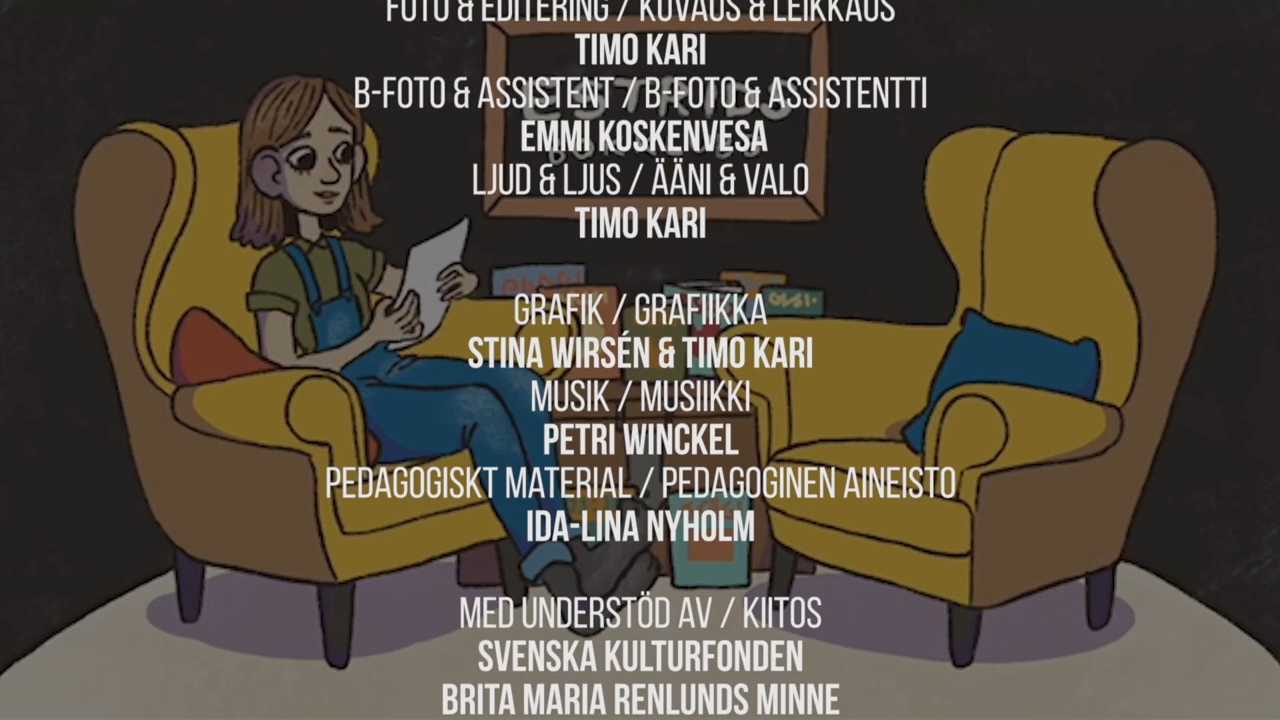 FOTO & EDITERING / KUVAUS & LEIKKAUS
TIMO KARI
B-FOTO & ASSISTENT / B-FOTO & ASSISTENTTI
EMMI KOSKENVESA
LJUD & LJUS / ÄÄNI & VALO
TIMO KARI
GRAFIK / GRAFIIKKA
STINA WIRSÉN & TIMO KARI
MUSIK / MUSIIKKI
PETRI WINCKEL
PEDAGOGISKT MATERIAL / PEDAGOGINEN AINEISTO
IDA-LINA NYHOLM
MED UNDERSTÖD AV / KIITOS
SVENSKA KULTURFONDEN
BRITA MARIA RENLUNDS MINNE